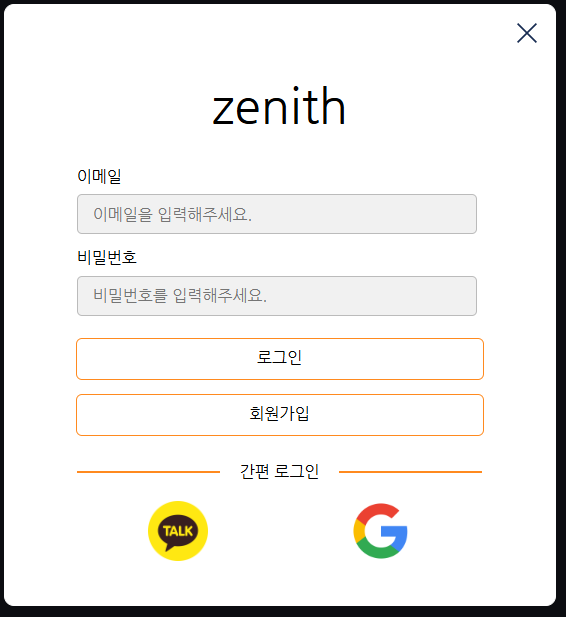 zenith
이메일
이메일을 입력해주세요.
비밀번호
비밀번호를 입력해주세요.
로그인
회원가입
간편 로그인
TALK